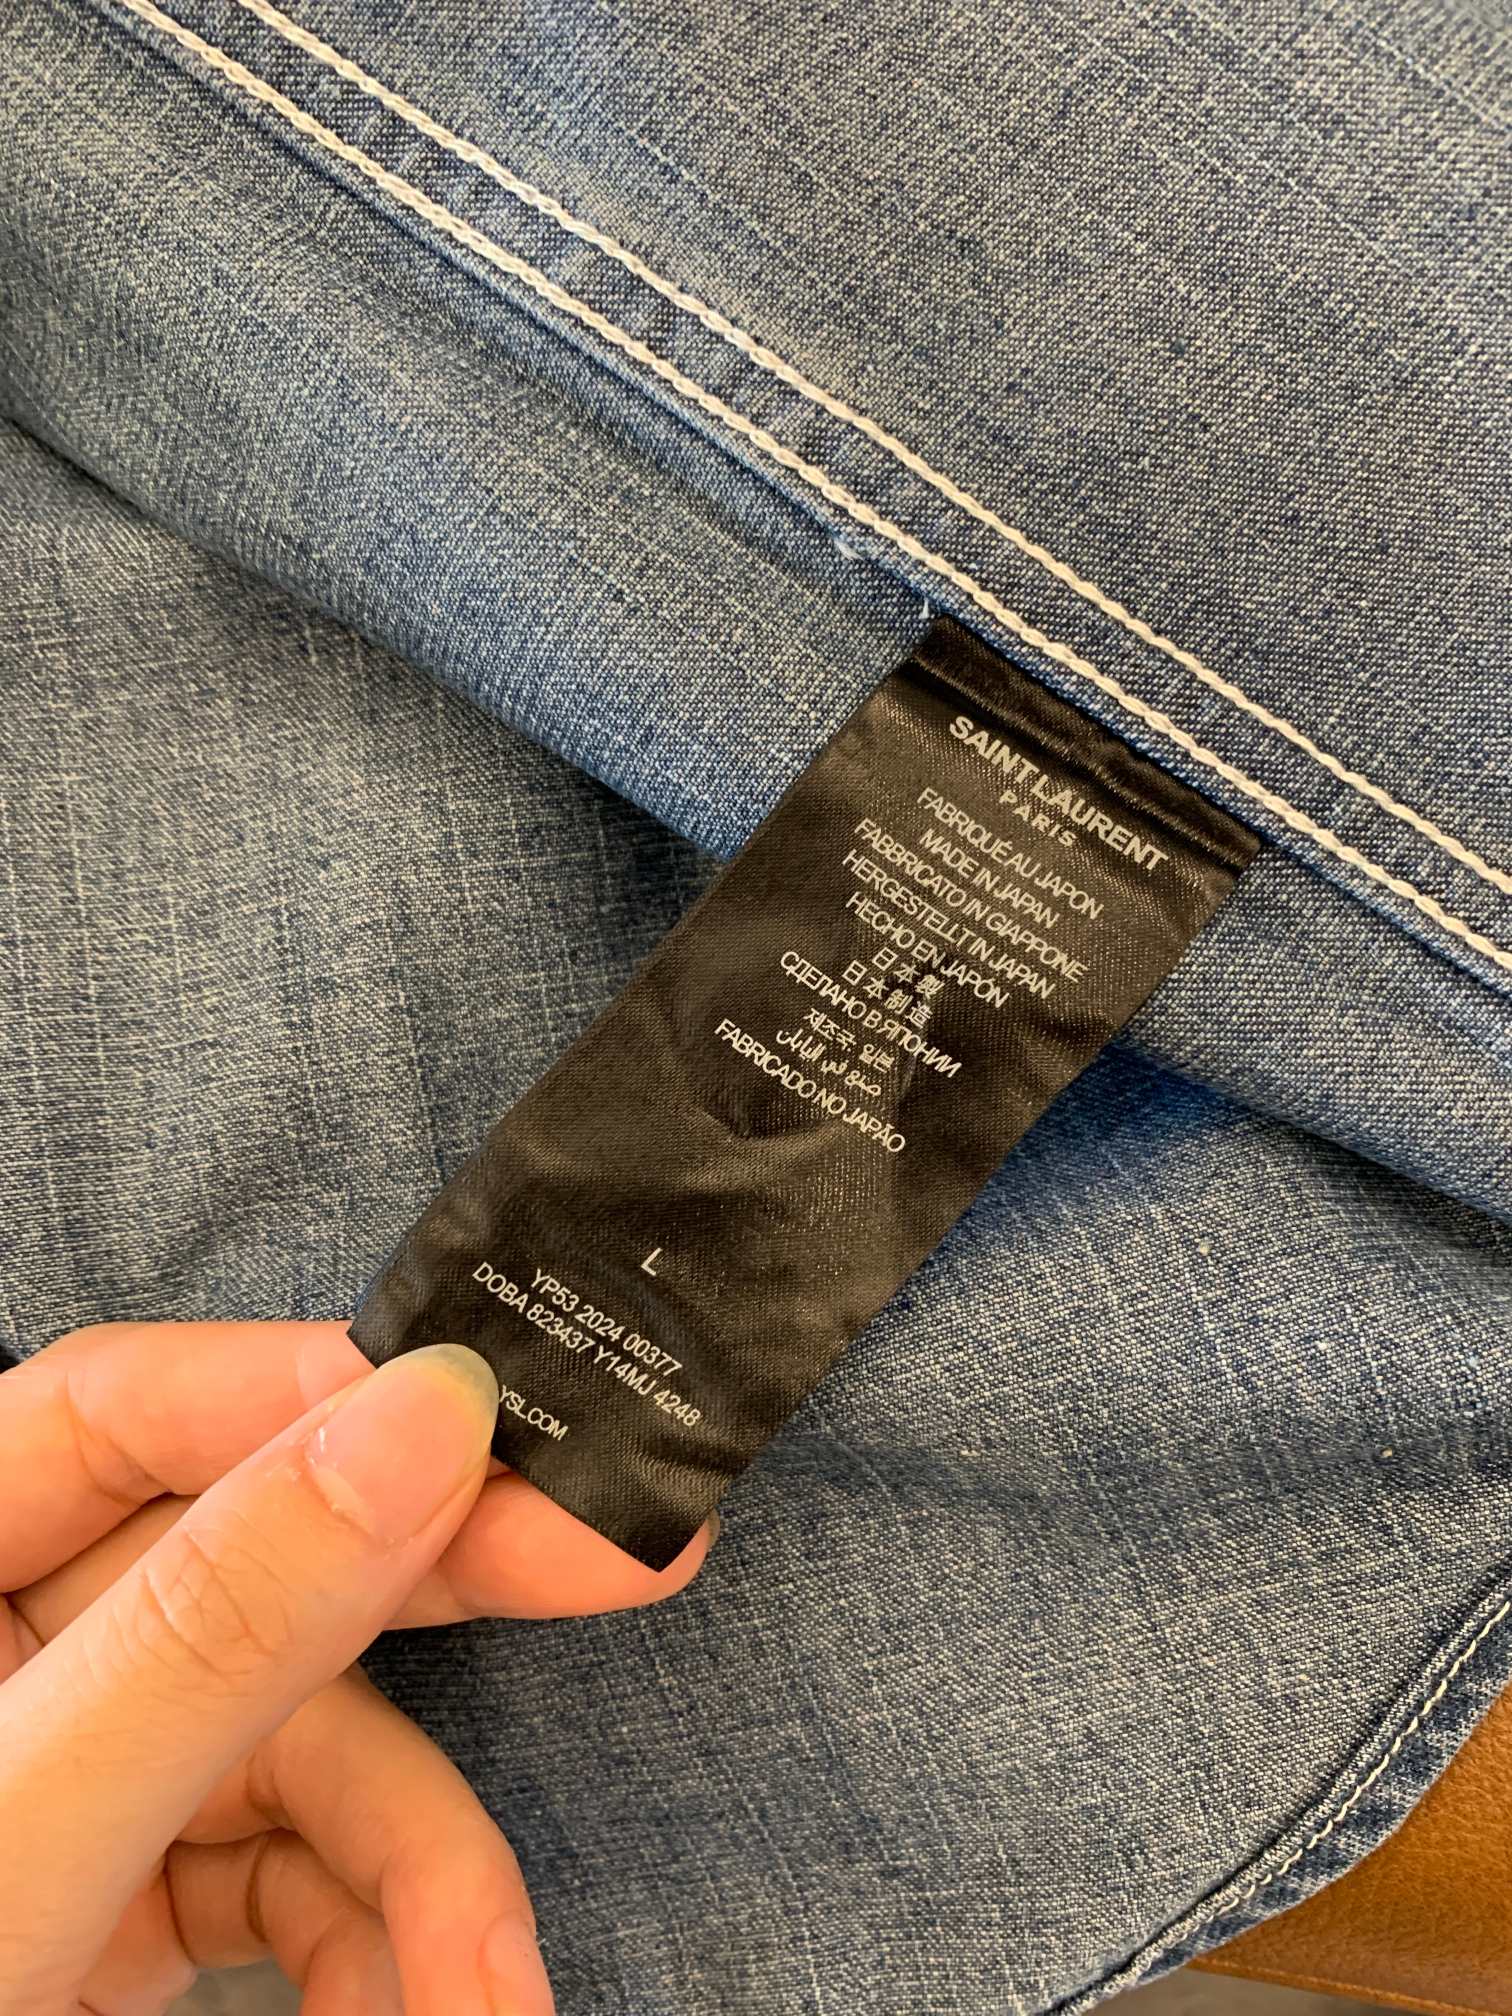 SAINT LAURENT
PARIS
FABRIQUÉ AU JAPON
MADE IN JAPAN
FABBRICATO IN GIAPPONE
HERGESTELLT IN JAPAN
HECHO EN JAPÓN
日本製
日本制造
СДЕЛАНО В ЯПОНИИ
제조국 일본
صنع في اليابان
FABRICADO NO JAPÃO
L
YP53 2024 00377
DOBA 823437 Y14MJ 4248
YSL.COM